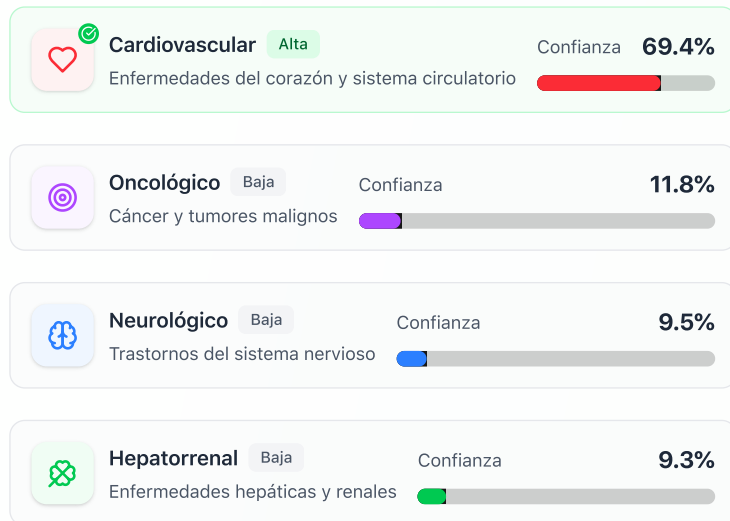 Cardiovascular Alta
Confianza 69.4%
Enfermedades del corazón y sistema circulatorio
Oncológico Baja
Confianza 11.8%
Cáncer y tumores malignos
Neurológico Baja
Confianza 9.5%
Trastornos del sistema nervioso
Hepatorrenal Baja
Confianza 9.3%
Enfermedades hepáticas y renales